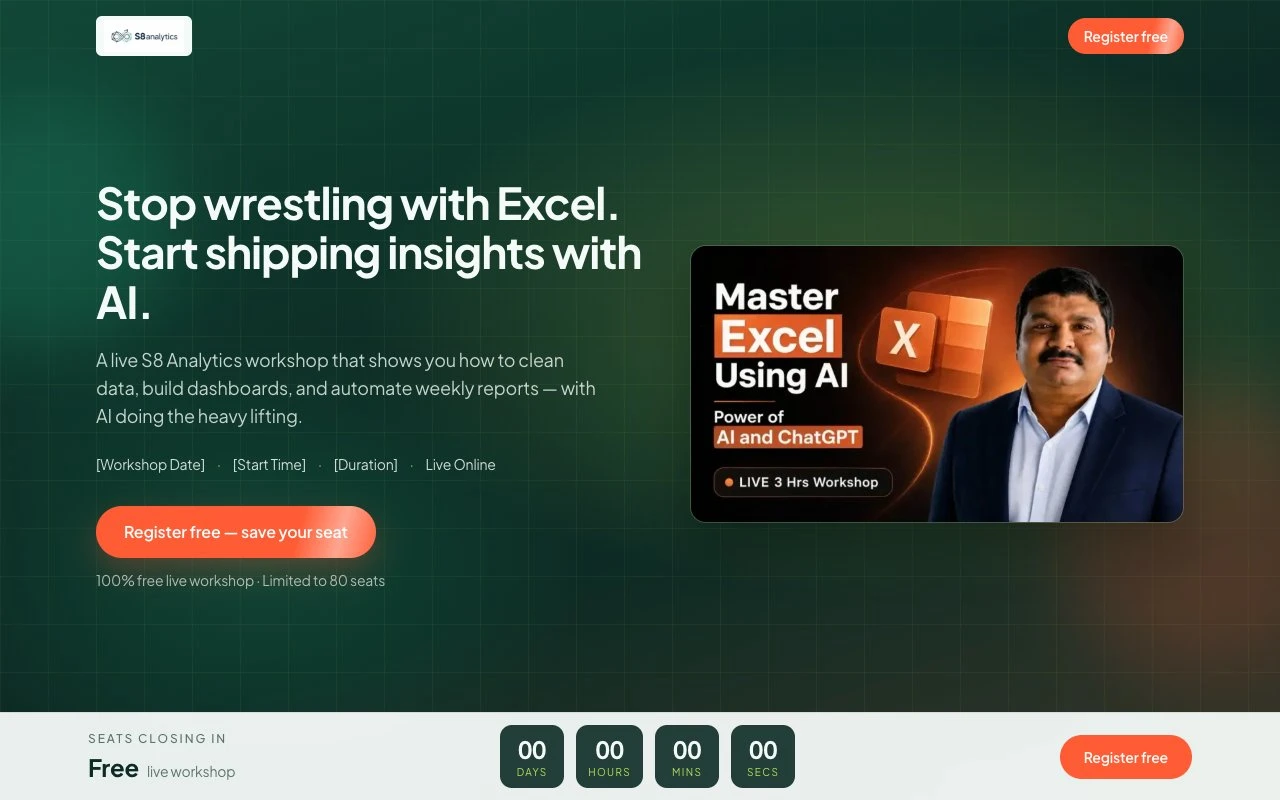 S8 analytics
Register free
Stop wrestling with Excel.
Start shipping insights with
AI.
A live S8 Analytics workshop that shows you how to clean
data, build dashboards, and automate weekly reports — with
AI doing the heavy lifting.
[Workshop Date] · [Start Time] · [Duration] · Live Online
Register free — save your seat
100% free live workshop · Limited to 80 seats
Master
Excel
Using AI
Power of
AI and ChatGPT
LIVE 3 Hrs Workshop
X
SEATS CLOSING IN
Free live workshop
00 00 00 00
DAYS HOURS MINS SECS
Register free